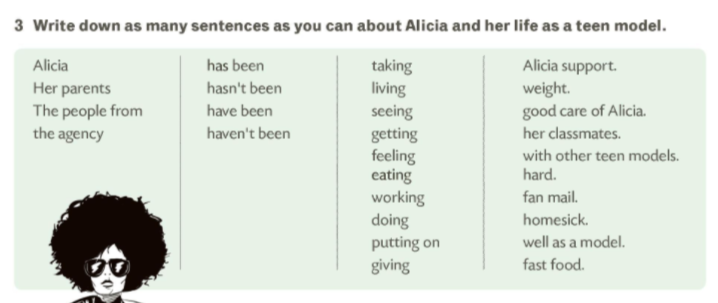 3 Write down as many sentences as you can about Alicia and her life as a teen model.
Alicia
Her parents
The people from
the agency
has been
hasn't been
have been
haven't been
taking
living
seeing
getting
feeling
eating
working
doing
putting on
giving
Alicia support.
weight.
good care of Alicia.
her classmates.
with other teen models.
hard.
fan mail.
homesick.
well as a model.
fast food.